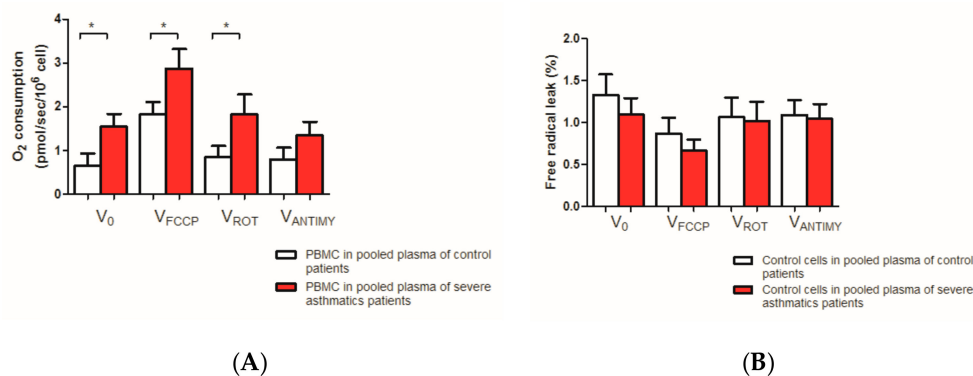 O2 consumption
(pmol/sec/10^6 cell)
4
3
2
1
0
*
*
*
V0
VFCCP
VROT
VANTIMY
PBMC in pooled plasma of control
patients
PBMC in pooled plasma of severe
asthmatics patients
(A)
Free radical leak (%)
2.0
1.5
1.0
0.5
0.0
V0
VFCCP
VROT
VANTIMY
Control cells in pooled plasma of control
patients
Control cells in pooled plasma of severe
asthmatics patients
(B)